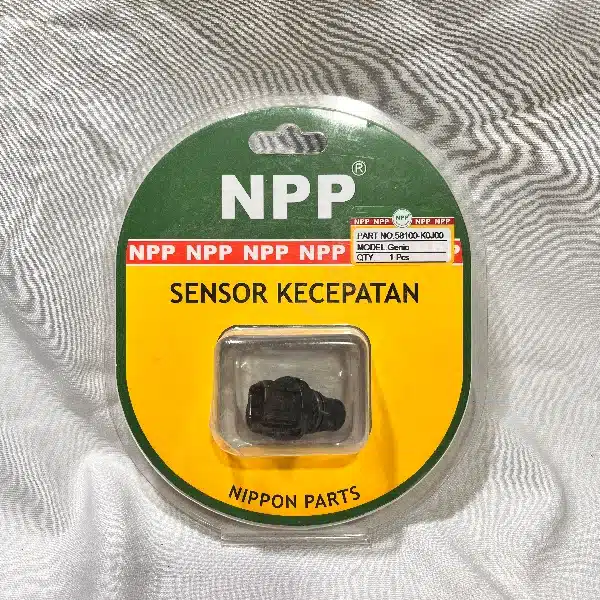 NPP®
NPP NPP NPP NPP
NPP NPP NPP NPP
PART NO.58100-K0J00
MODEL Genio
QTY 1 Pcs
SENSOR KECEPATAN
NIPPON PARTS